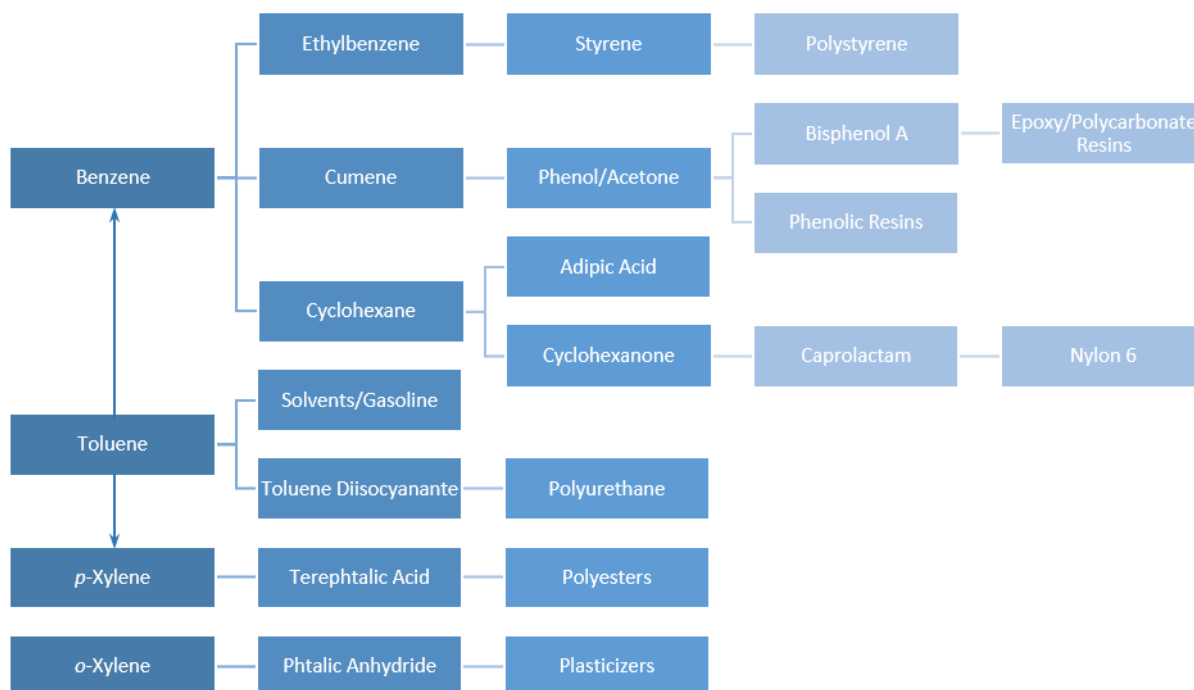 Ethylbenzene
Styrene
Polystyrene
Benzene
Cumene
Phenol/Acetone
Bisphenol A
Epoxy/Polycarbonate
Resins
Phenolic Resins
Cyclohexane
Adipic Acid
Cyclohexanone
Caprolactam
Nylon 6
Toluene
Solvents/Gasoline
Toluene Diisocyanante
Polyurethane
p-Xylene
Terephtalic Acid
Polyesters
o-Xylene
Phtalic Anhydride
Plasticizers